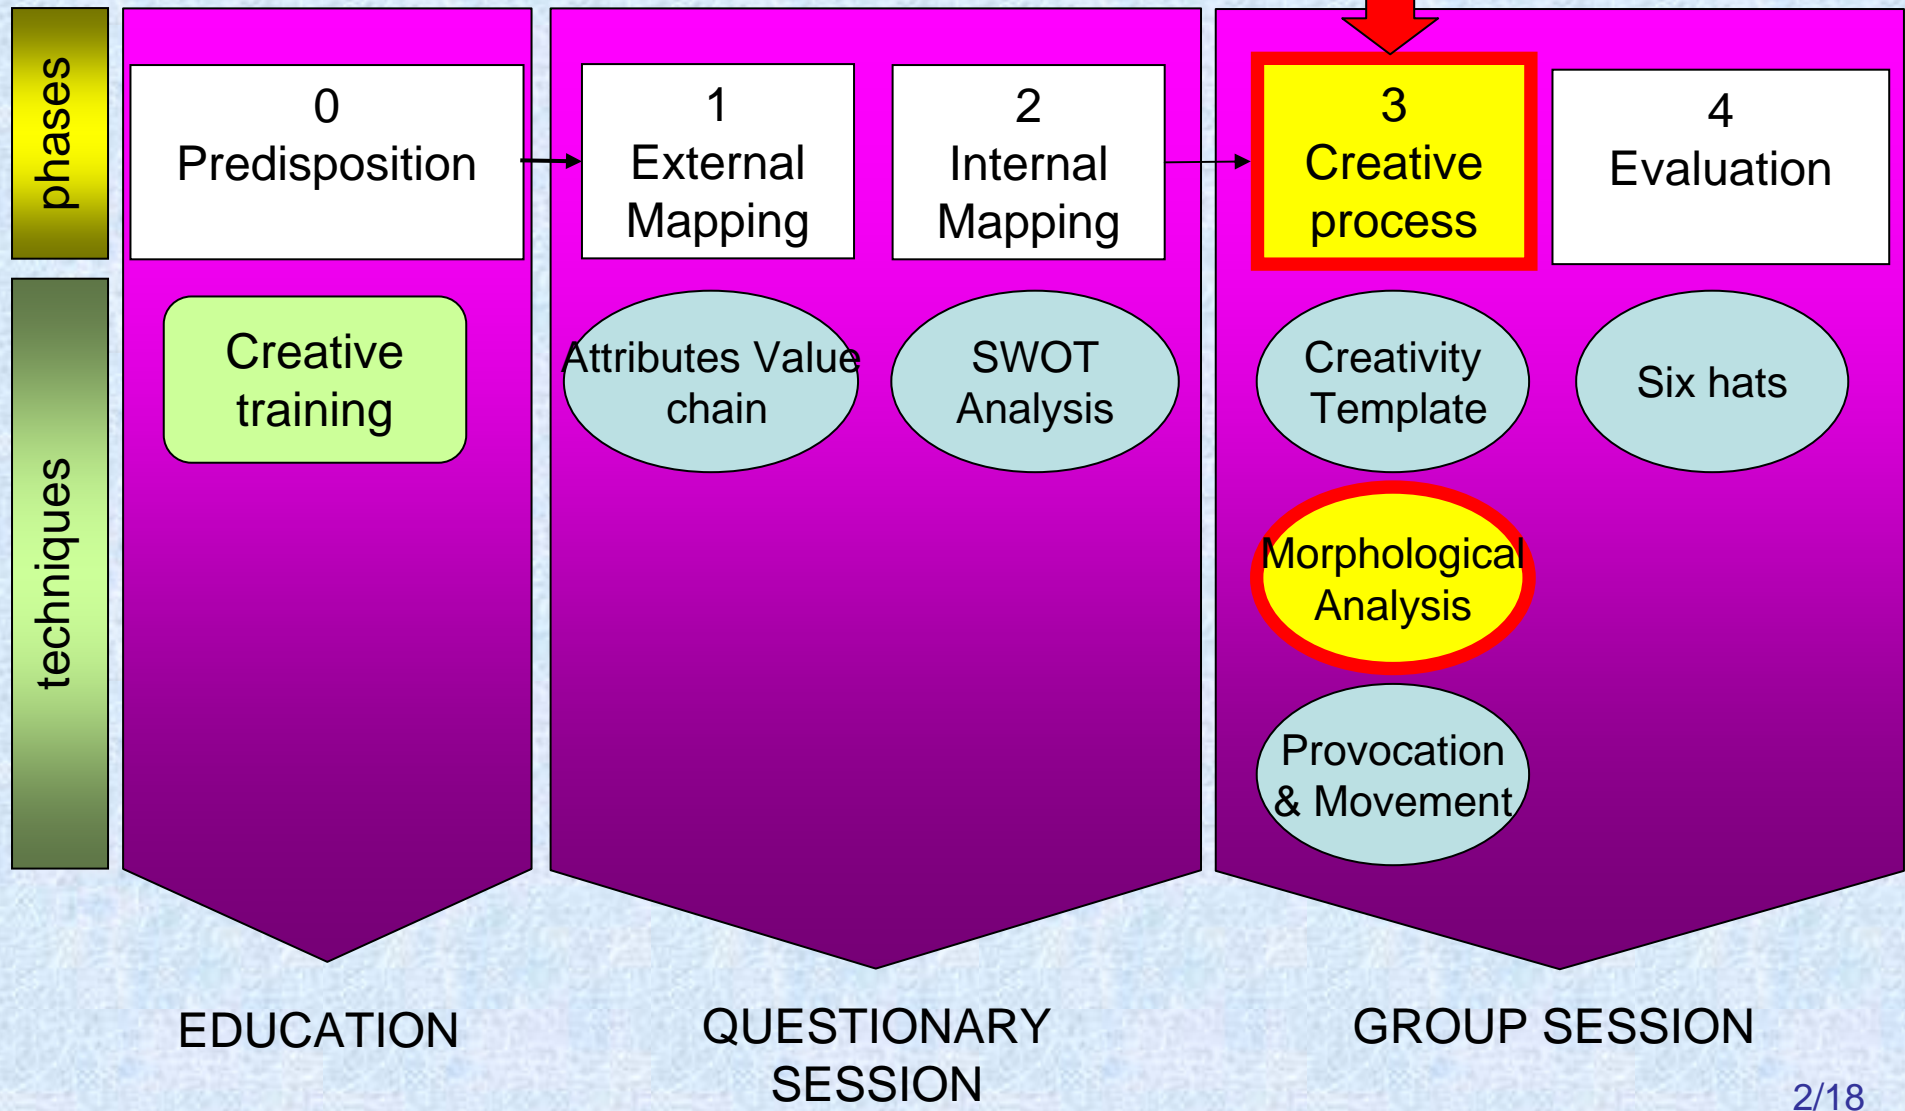 phases
0
Predisposition
1
External
Mapping
2
Internal
Mapping
3
Creative
process
4
Evaluation
techniques
Creative
training
Attributes Value
chain
SWOT
Analysis
Creativity
Template
Six hats
Morphological
Analysis
Provocation
& Movement
EDUCATION
QUESTIONARY
SESSION
GROUP SESSION
2/18